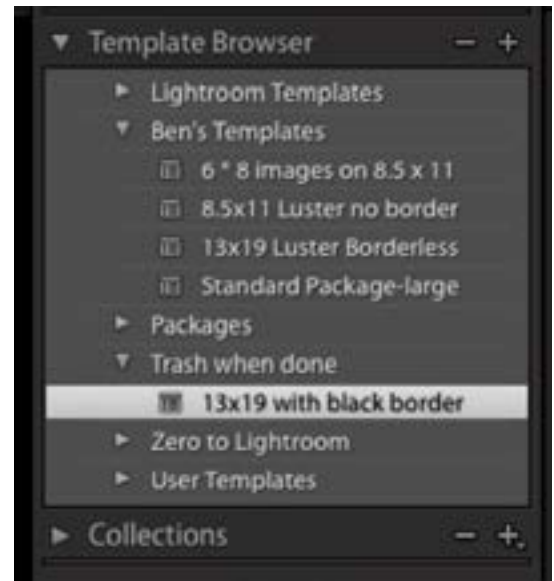 Template Browser
Lightroom Templates
Ben's Templates
6 * 8 images on 8.5 x 11
8.5x11 Luster no border
13x19 Luster Borderless
Standard Package-large
Packages
Trash when done
13x19 with black border
Zero to Lightroom
User Templates
Collections